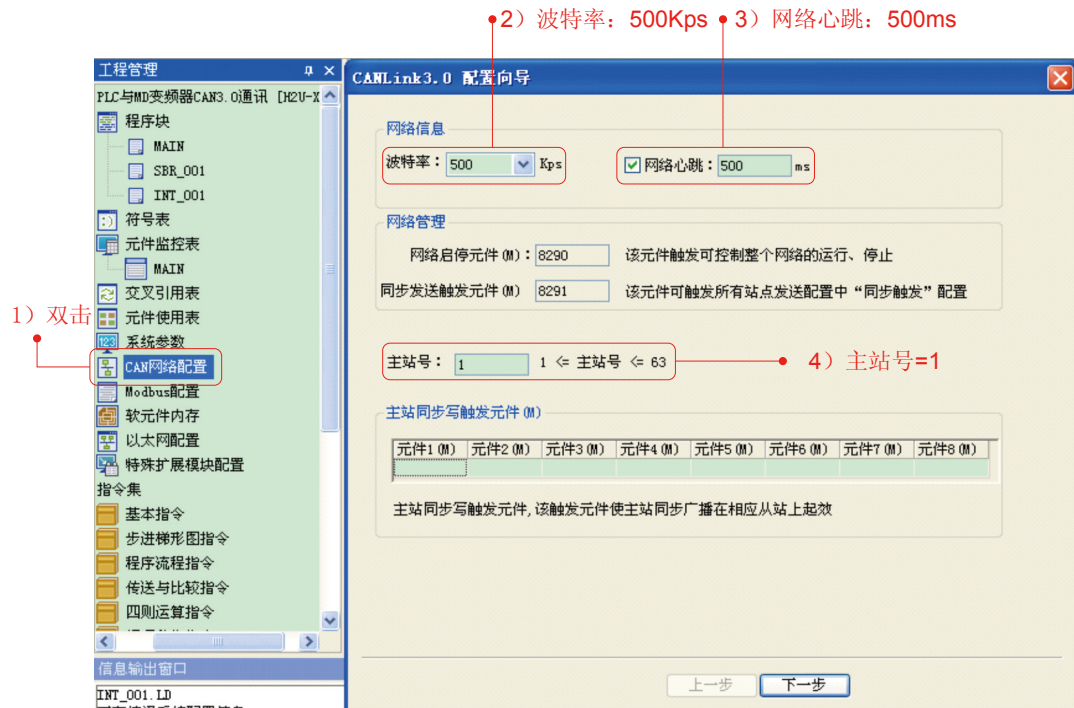 2）波特率：500Kps
3）网络心跳：500ms
工程管理
PLC与MD变频器CAN3.0通讯 [H2U-X
程序块
MAIN
SBR_001
INT_001
符号表
元件监控表
MAIN
交叉引用表
元件使用表
系统参数
1）双击
CAN网络配置
Modbus配置
软元件内存
以太网配置
特殊扩展模块配置
指令集
基本指令
步进梯形图指令
程序流程指令
传送与比较指令
四则运算指令
信息输出窗口
INT_001.LD
CANLink3.0 配置向导
网络信息
波特率： 500 Kps
网络心跳：500 ms
网络管理
网络启停元件(M)：8290 该元件触发可控制整个网络的运行、停止
同步发送触发元件(M) 8291 该元件可触发所有站点发送配置中“同步触发”配置
主站号： 1 1 <= 主站号 <= 63
4）主站号=1
主站同步写触发元件(M)
元件1(M) 元件2(M) 元件3(M) 元件4(M) 元件5(M) 元件6(M) 元件7(M) 元件8(M)
主站同步写触发元件,该触发元件使主站同步广播在相应从站上起效
上一步 下一步